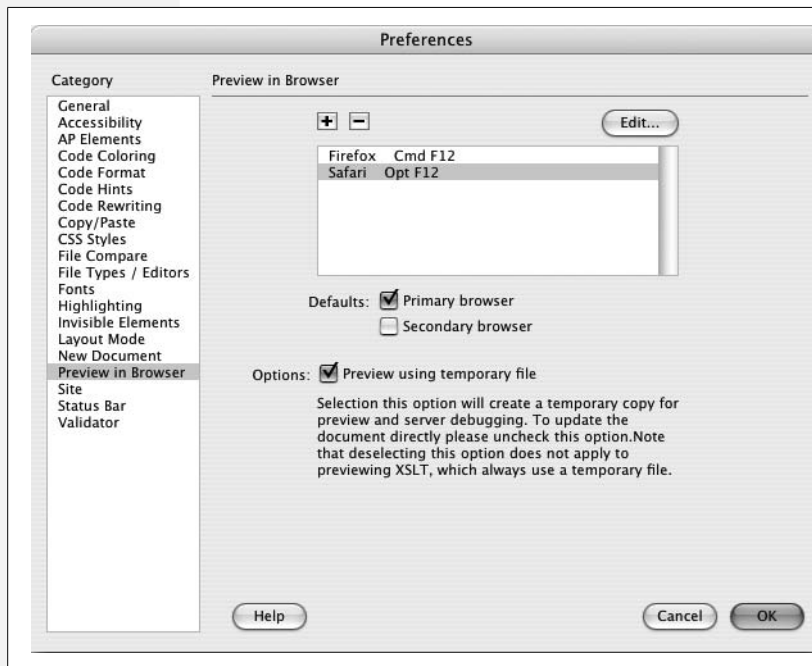 Preferences
Category
General
Accessibility
AP Elements
Code Coloring
Code Format
Code Hints
Code Rewriting
Copy/Paste
CSS Styles
File Compare
File Types / Editors
Fonts
Highlighting
Invisible Elements
Layout Mode
New Document
Preview in Browser
Site
Status Bar
Validator
Preview in Browser
Edit...
Firefox Cmd F12
Safari Opt F12
Defaults: Primary browser
Secondary browser
Options: Preview using temporary file
Selection this option will create a temporary copy for
preview and server debugging. To update the
document directly please uncheck this option.Note
that deselecting this option does not apply to
previewing XSLT, which always use a temporary file.
Help
Cancel
OK